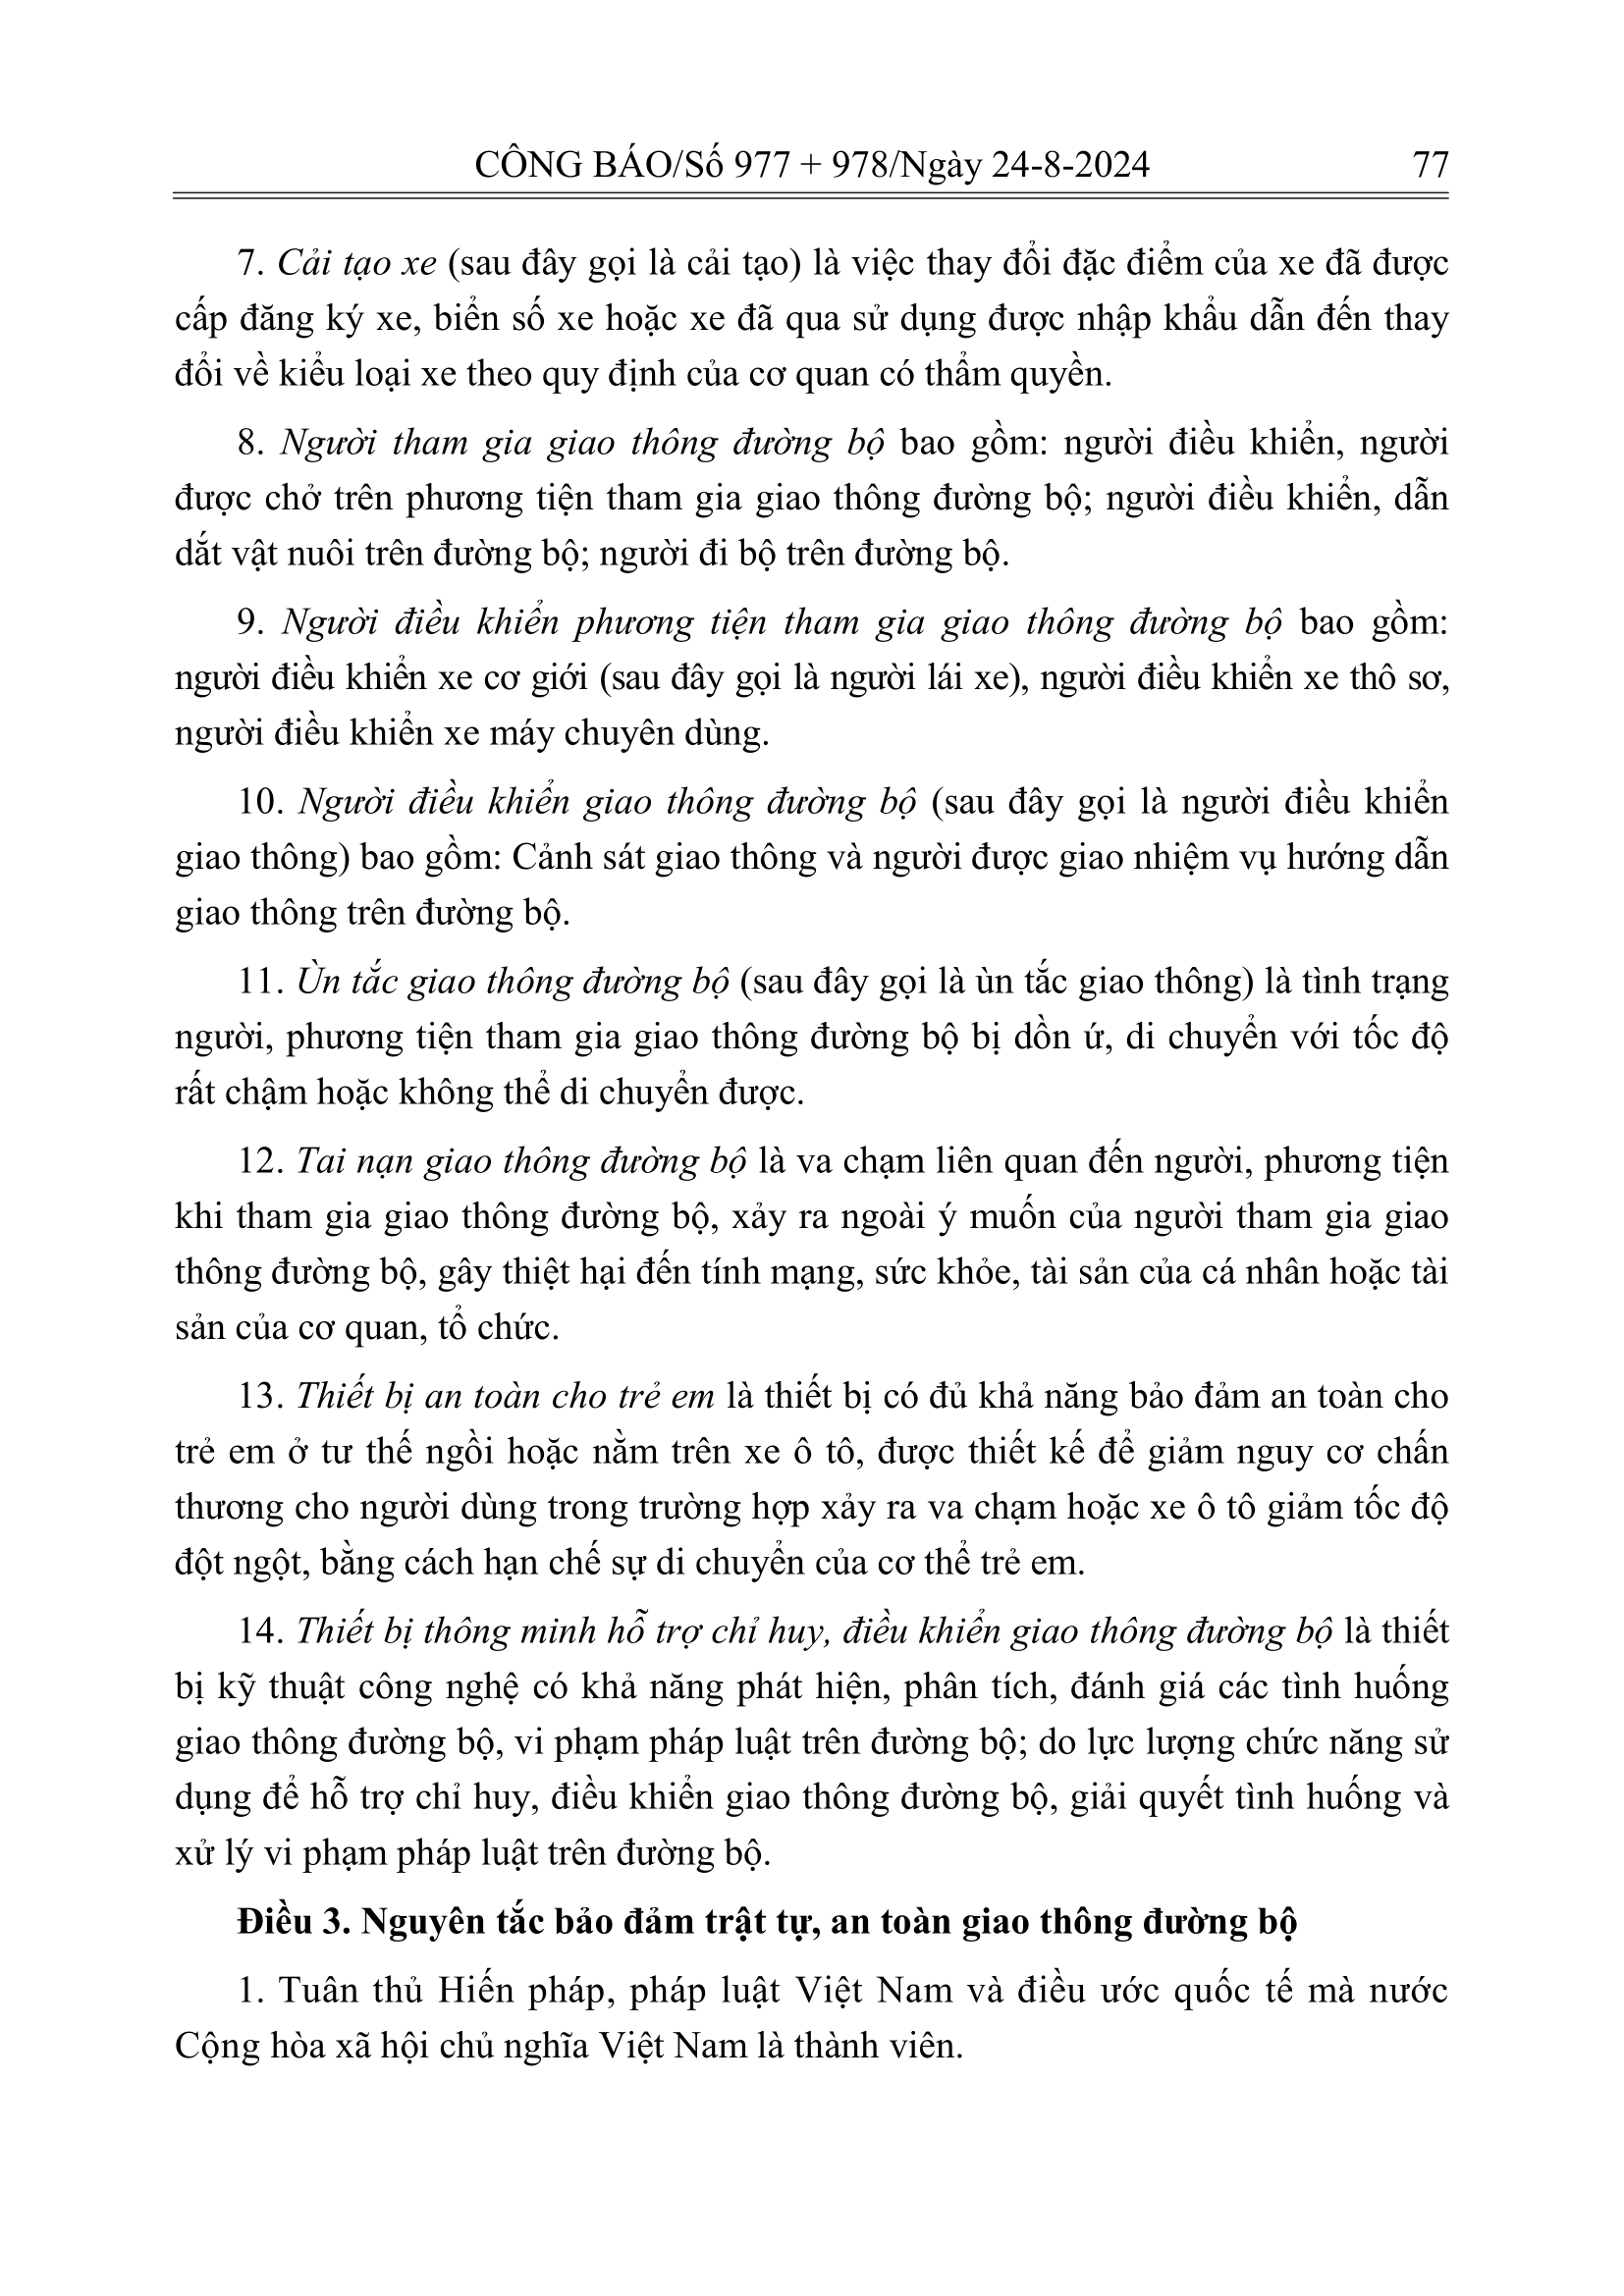 CÔNG BÁO/Số 977 + 978/Ngày 24-8-2024 77
7. Cải tạo xe (sau đây gọi là cải tạo) là việc thay đổi đặc điểm của xe đã được
cấp đăng ký xe, biển số xe hoặc xe đã qua sử dụng được nhập khẩu dẫn đến thay
đổi về kiểu loại xe theo quy định của cơ quan có thẩm quyền.
8. Người tham gia giao thông đường bộ bao gồm: người điều khiển, người
được chở trên phương tiện tham gia giao thông đường bộ; người điều khiển, dẫn
dắt vật nuôi trên đường bộ; người đi bộ trên đường bộ.
9. Người điều khiển phương tiện tham gia giao thông đường bộ bao gồm:
người điều khiển xe cơ giới (sau đây gọi là người lái xe), người điều khiển xe thô sơ,
người điều khiển xe máy chuyên dùng.
10. Người điều khiển giao thông đường bộ (sau đây gọi là người điều khiển
giao thông) bao gồm: Cảnh sát giao thông và người được giao nhiệm vụ hướng dẫn
giao thông trên đường bộ.
11. Ùn tắc giao thông đường bộ (sau đây gọi là ùn tắc giao thông) là tình trạng
người, phương tiện tham gia giao thông đường bộ bị dồn ứ, di chuyển với tốc độ
rất chậm hoặc không thể di chuyển được.
12. Tai nạn giao thông đường bộ là va chạm liên quan đến người, phương tiện
khi tham gia giao thông đường bộ, xảy ra ngoài ý muốn của người tham gia giao
thông đường bộ, gây thiệt hại đến tính mạng, sức khỏe, tài sản của cá nhân hoặc tài
sản của cơ quan, tổ chức.
13. Thiết bị an toàn cho trẻ em là thiết bị có đủ khả năng bảo đảm an toàn cho
trẻ em ở tư thế ngồi hoặc nằm trên xe ô tô, được thiết kế để giảm nguy cơ chấn
thương cho người dùng trong trường hợp xảy ra va chạm hoặc xe ô tô giảm tốc độ
đột ngột, bằng cách hạn chế sự di chuyển của cơ thể trẻ em.
14. Thiết bị thông minh hỗ trợ chỉ huy, điều khiển giao thông đường bộ là thiết
bị kỹ thuật công nghệ có khả năng phát hiện, phân tích, đánh giá các tình huống
giao thông đường bộ, vi phạm pháp luật trên đường bộ; do lực lượng chức năng sử
dụng để hỗ trợ chỉ huy, điều khiển giao thông đường bộ, giải quyết tình huống và
xử lý vi phạm pháp luật trên đường bộ.
Điều 3. Nguyên tắc bảo đảm trật tự, an toàn giao thông đường bộ
1. Tuân thủ Hiến pháp, pháp luật Việt Nam và điều ước quốc tế mà nước
Cộng hòa xã hội chủ nghĩa Việt Nam là thành viên.